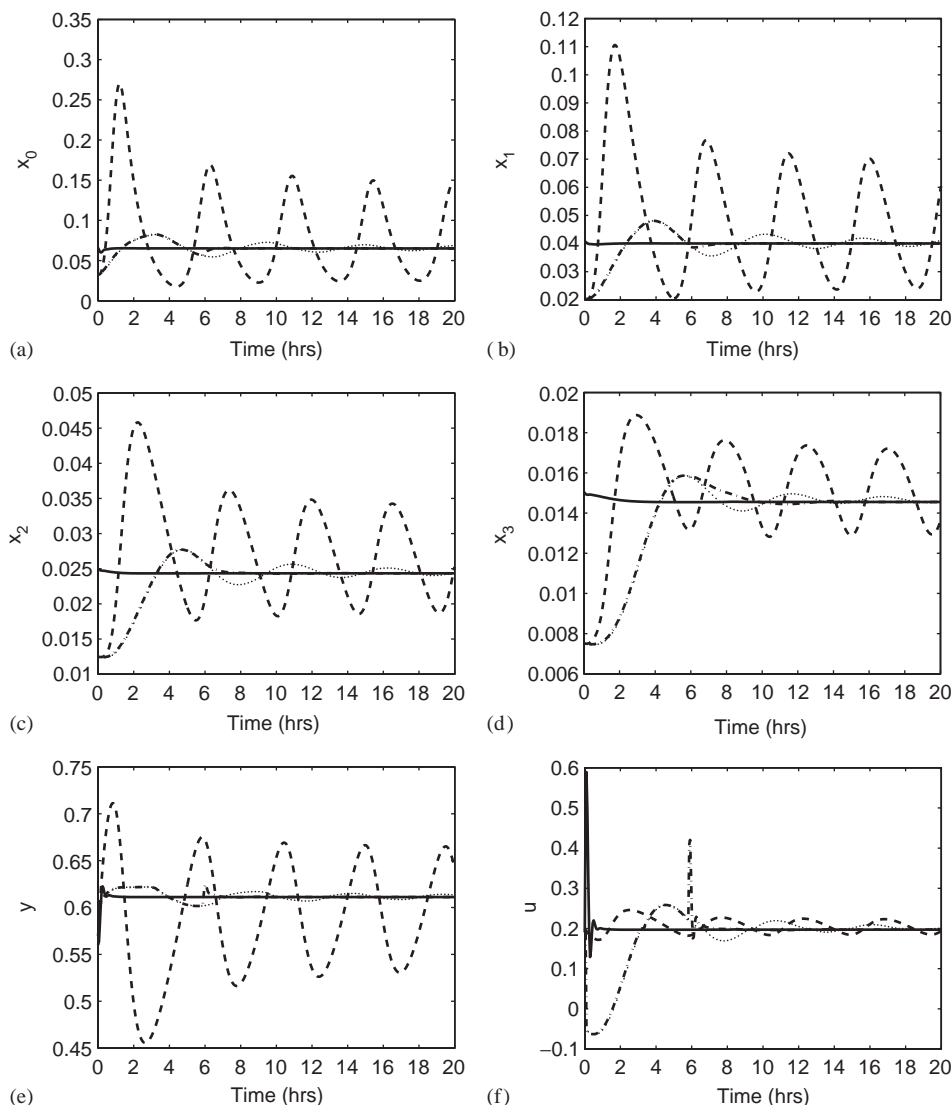 0.35
0.3
0.25
0.2
0.15
0.1
0.05
0
x0
0 2 4 6 8 10 12 14 16 18 20
Time (hrs)
(a)
0.12
0.11
0.1
0.09
0.08
0.07
0.06
0.05
0.04
0.03
0.02
x1
0 2 4 6 8 10 12 14 16 18 20
Time (hrs)
(b)
0.05
0.045
0.04
0.035
0.03
0.025
0.02
0.015
0.01
x2
0 2 4 6 8 10 12 14 16 18 20
Time (hrs)
(c)
0.02
0.018
0.016
0.014
0.012
0.01
0.008
0.006
x3
0 2 4 6 8 10 12 14 16 18 20
Time (hrs)
(d)
0.75
0.7
0.65
0.6
0.55
0.5
0.45
y
0 2 4 6 8 10 12 14 16 18 20
Time (hrs)
(e)
0.6
0.5
0.4
0.3
0.2
0.1
0
−0.1
u
0 2 4 6 8 10 12 14 16 18 20
Time (hrs)
(f)